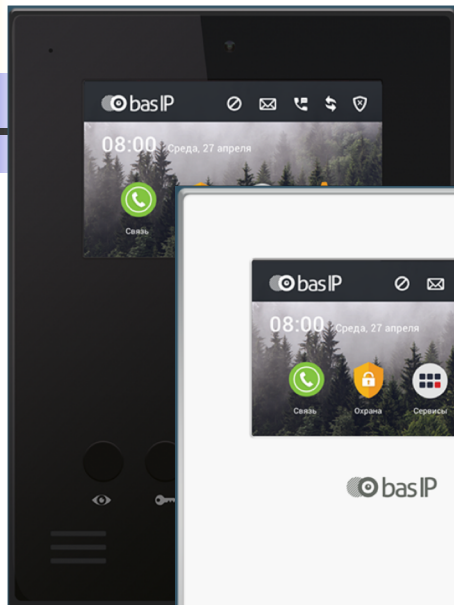 bas IP
08:00 Среда, 27 апреля
Связь
bas IP
08:00 Среда, 27 апреля
Связь Охрана Сервисы
bas IP